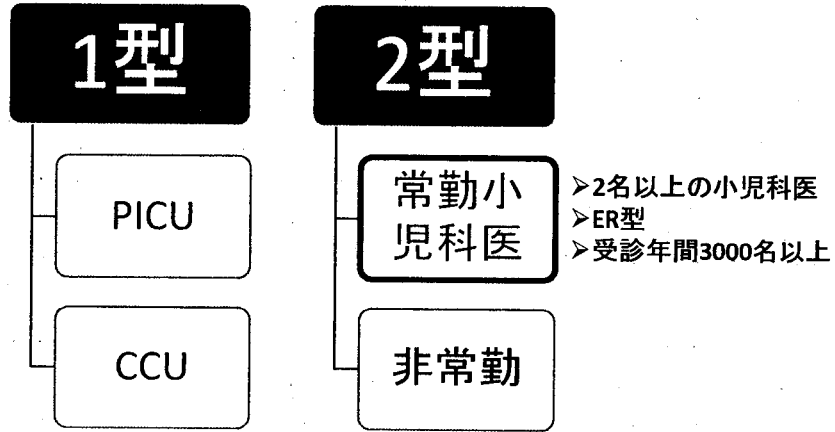 1型
PICU
CCU
2型
常勤小
児科医
➢2名以上の小児科医
➢ER型
➢受診年間3000名以上
非常勤